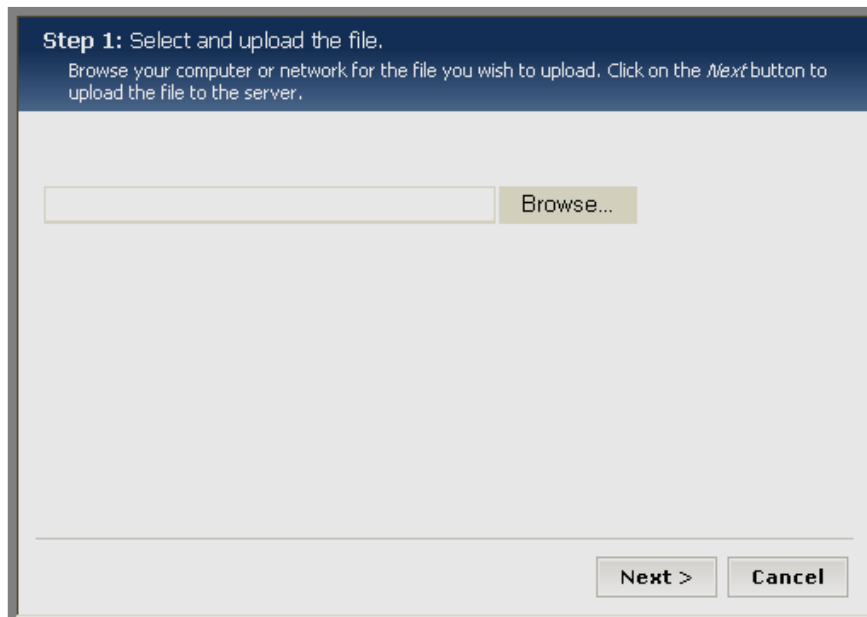 Step 1: Select and upload the file.
Browse your computer or network for the file you wish to upload. Click on the Next button to
upload the file to the server.
Browse...
Next >
Cancel